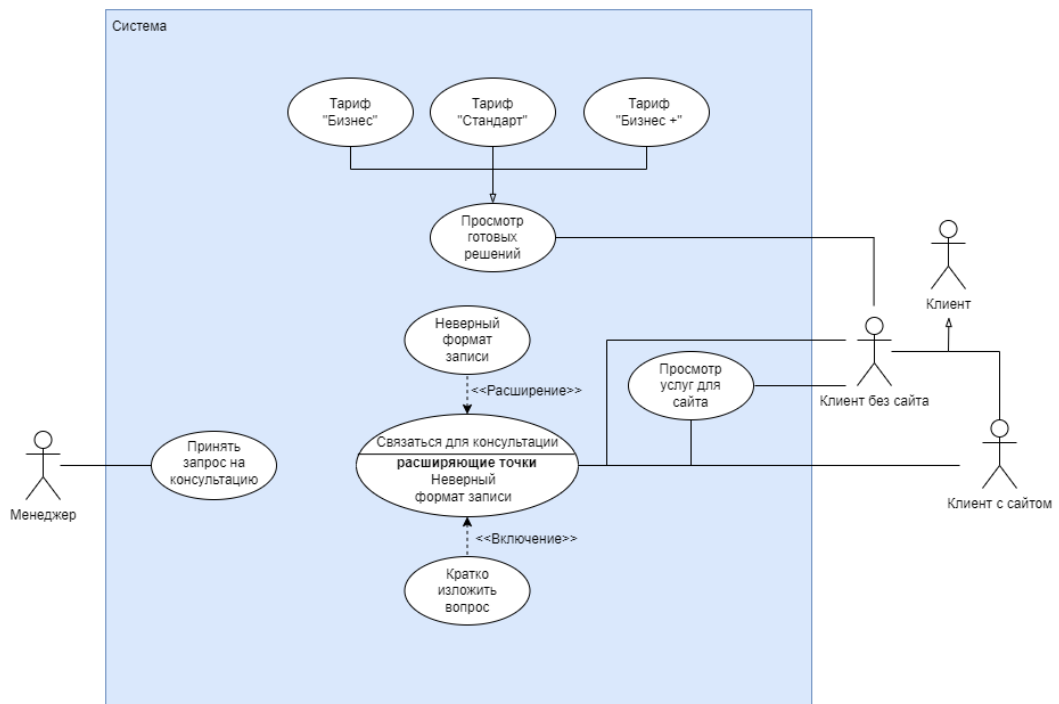 Система
Тариф
"Бизнес"
Тариф
"Стандарт"
Тариф
"Бизнес +"
Просмотр
готовых
решений
Клиент
Неверный
формат
записи
<<Расширение>>
Просмотр
услуг для
сайта
Клиент без сайта
Связаться для консультации
расширяющие точки
Неверный
формат записи
Принять
запрос на
консультацию
Менеджер
Клиент с сайтом
<<Включение>>
Кратко
изложить
вопрос